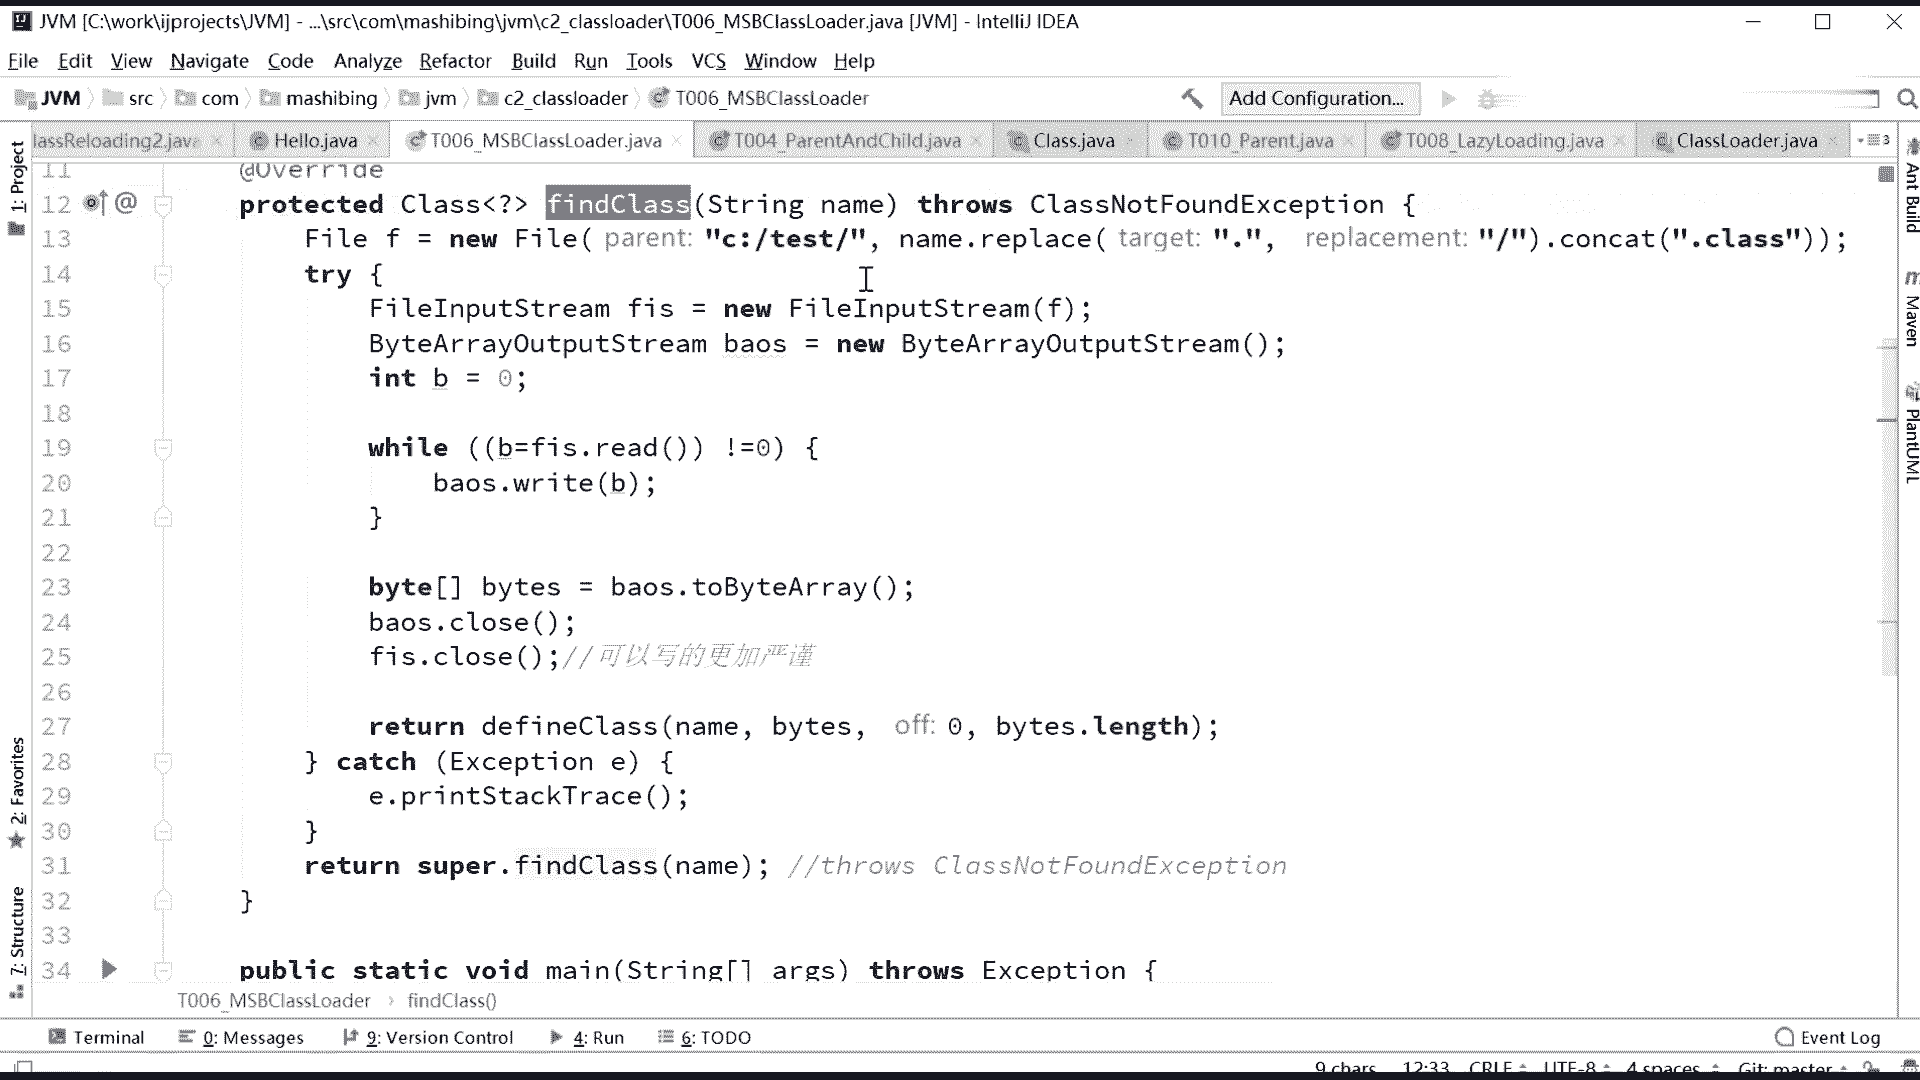 JVM [C:\work\ijprojects\JVM] - ...\src\com\mashibing\jvm\c2_classloader\T006_MSBClassLoader.java [JVM] - IntelliJ IDEA
File Edit View Navigate Code Analyze Refactor Build Run Tools VCS Window Help
JVM src com mashibing jvm c2_classloader T006_MSBClassLoader Add Configuration...
lassReloading2.java Hello.java T006_MSBClassLoader.java T004_ParentAndChild.java Class.java T010_Parent.java T008_LazyLoading.java ClassLoader.java 3
1: Project
2: Favorites
7: Structure
Ant Build
Maven
PlantUML
11 @Override
12 @ protected Class<?> findClass(String name) throws ClassNotFoundException {
13 File f = new File( parent: "c:/test/", name.replace( target: ".", replacement: "/").concat(".class"));
14 try {
15 FileInputStream fis = new FileInputStream(f);
16 ByteArrayOutputStream baos = new ByteArrayOutputStream();
17 int b = 0;
18
19 while ((b=fis.read()) !=0) {
20 baos.write(b);
21 }
22
23 byte[] bytes = baos.toByteArray();
24 baos.close();
25 fis.close();//可以写的更加严谨
26
27 return defineClass(name, bytes, off: 0, bytes.length);
28 } catch (Exception e) {
29 e.printStackTrace();
30 }
31 return super.findClass(name); //throws ClassNotFoundException
32 }
33
34 public static void main(String[] args) throws Exception {
T006_MSBClassLoader › findClass()
Terminal 0: Messages 9: Version Control 4: Run 6: TODO Event Log
9 chars 12:33 CRLF UTF-8 4 spaces Git: master